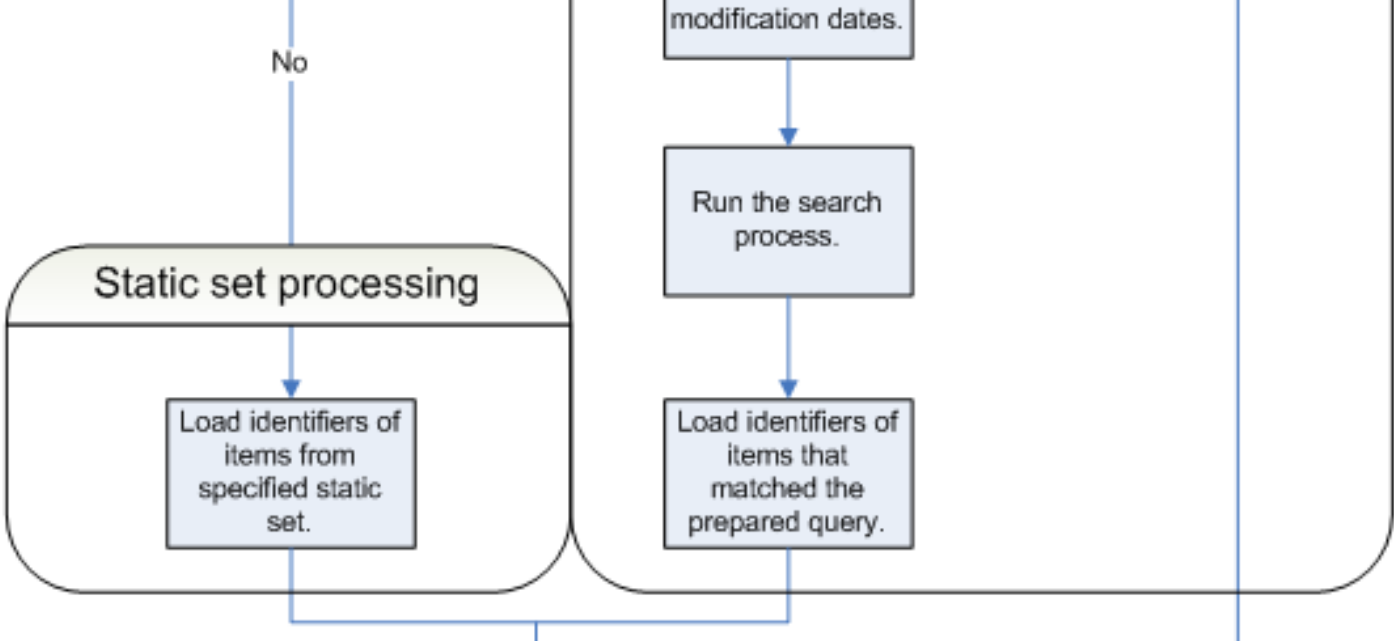 modification dates.
No
Run the search
process.
Static set processing
Load identifiers of
items from
specified static
set.
Load identifiers of
items that
matched the
prepared query.